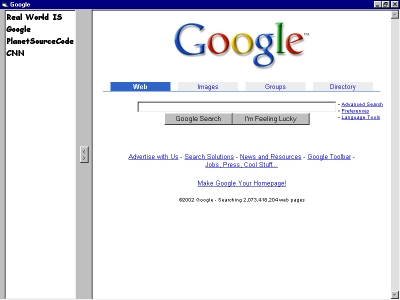 Google
Real World IS
Google
PlanetSourceCode
CNN
Google™
Web Images Groups Directory
Advanced Search
Preferences
Language Tools
Google Search I'm Feeling Lucky
Advertise with Us - Search Solutions - News and Resources - Google Toolbar -
Jobs, Press, Cool Stuff...
Make Google Your Homepage!
©2002 Google - Searching 2,073,418,204 web pages